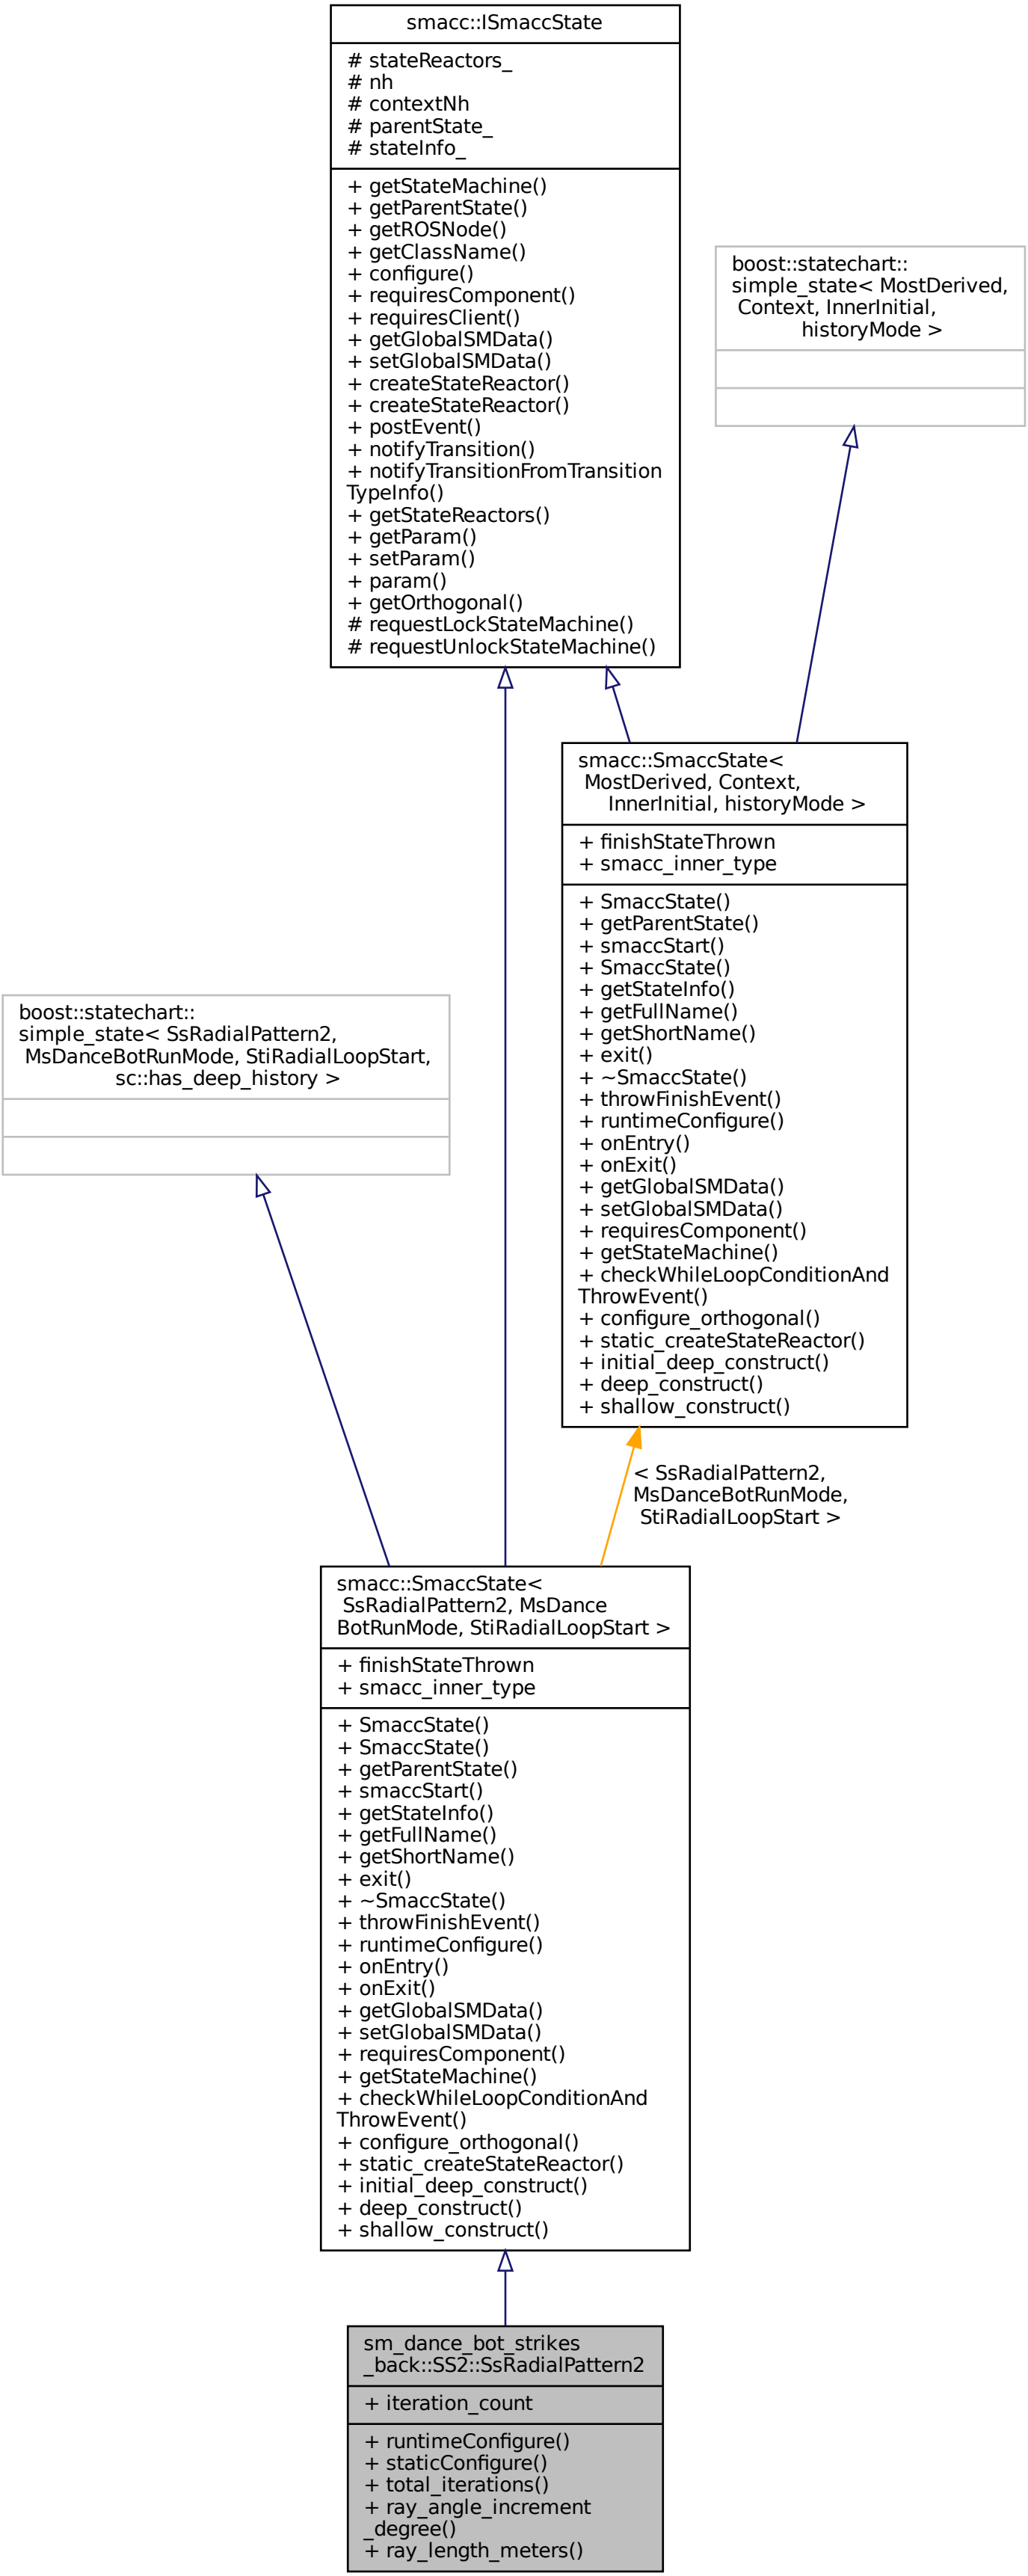 smacc::ISmaccState
# stateReactors_
# nh
# contextNh
# parentState_
# stateInfo_
+ getStateMachine()
+ getParentState()
+ getROSNode()
+ getClassName()
+ configure()
+ requiresComponent()
+ requiresClient()
+ getGlobalSMData()
+ setGlobalSMData()
+ createStateReactor()
+ createStateReactor()
+ postEvent()
+ notifyTransition()
+ notifyTransitionFromTransition
TypeInfo()
+ getStateReactors()
+ getParam()
+ setParam()
+ param()
+ getOrthogonal()
# requestLockStateMachine()
# requestUnlockStateMachine()
boost::statechart::
simple_state< MostDerived,
Context, InnerInitial,
historyMode >
smacc::SmaccState<
MostDerived, Context,
InnerInitial, historyMode >
+ finishStateThrown
+ smacc_inner_type
+ SmaccState()
+ getParentState()
+ smaccStart()
+ SmaccState()
+ getStateInfo()
+ getFullName()
+ getShortName()
+ exit()
+ ~SmaccState()
+ throwFinishEvent()
+ runtimeConfigure()
+ onEntry()
+ onExit()
+ getGlobalSMData()
+ setGlobalSMData()
+ requiresComponent()
+ getStateMachine()
+ checkWhileLoopConditionAnd
ThrowEvent()
+ configure_orthogonal()
+ static_createStateReactor()
+ initial_deep_construct()
+ deep_construct()
+ shallow_construct()
boost::statechart::
simple_state< SsRadialPattern2,
MsDanceBotRunMode, StiRadialLoopStart,
sc::has_deep_history >
< SsRadialPattern2,
MsDanceBotRunMode,
StiRadialLoopStart >
smacc::SmaccState<
SsRadialPattern2, MsDance
BotRunMode, StiRadialLoopStart >
+ finishStateThrown
+ smacc_inner_type
+ SmaccState()
+ SmaccState()
+ getParentState()
+ smaccStart()
+ getStateInfo()
+ getFullName()
+ getShortName()
+ exit()
+ ~SmaccState()
+ throwFinishEvent()
+ runtimeConfigure()
+ onEntry()
+ onExit()
+ getGlobalSMData()
+ setGlobalSMData()
+ requiresComponent()
+ getStateMachine()
+ checkWhileLoopConditionAnd
ThrowEvent()
+ configure_orthogonal()
+ static_createStateReactor()
+ initial_deep_construct()
+ deep_construct()
+ shallow_construct()
sm_dance_bot_strikes
_back::SS2::SsRadialPattern2
+ iteration_count
+ runtimeConfigure()
+ staticConfigure()
+ total_iterations()
+ ray_angle_increment
_degree()
+ ray_length_meters()